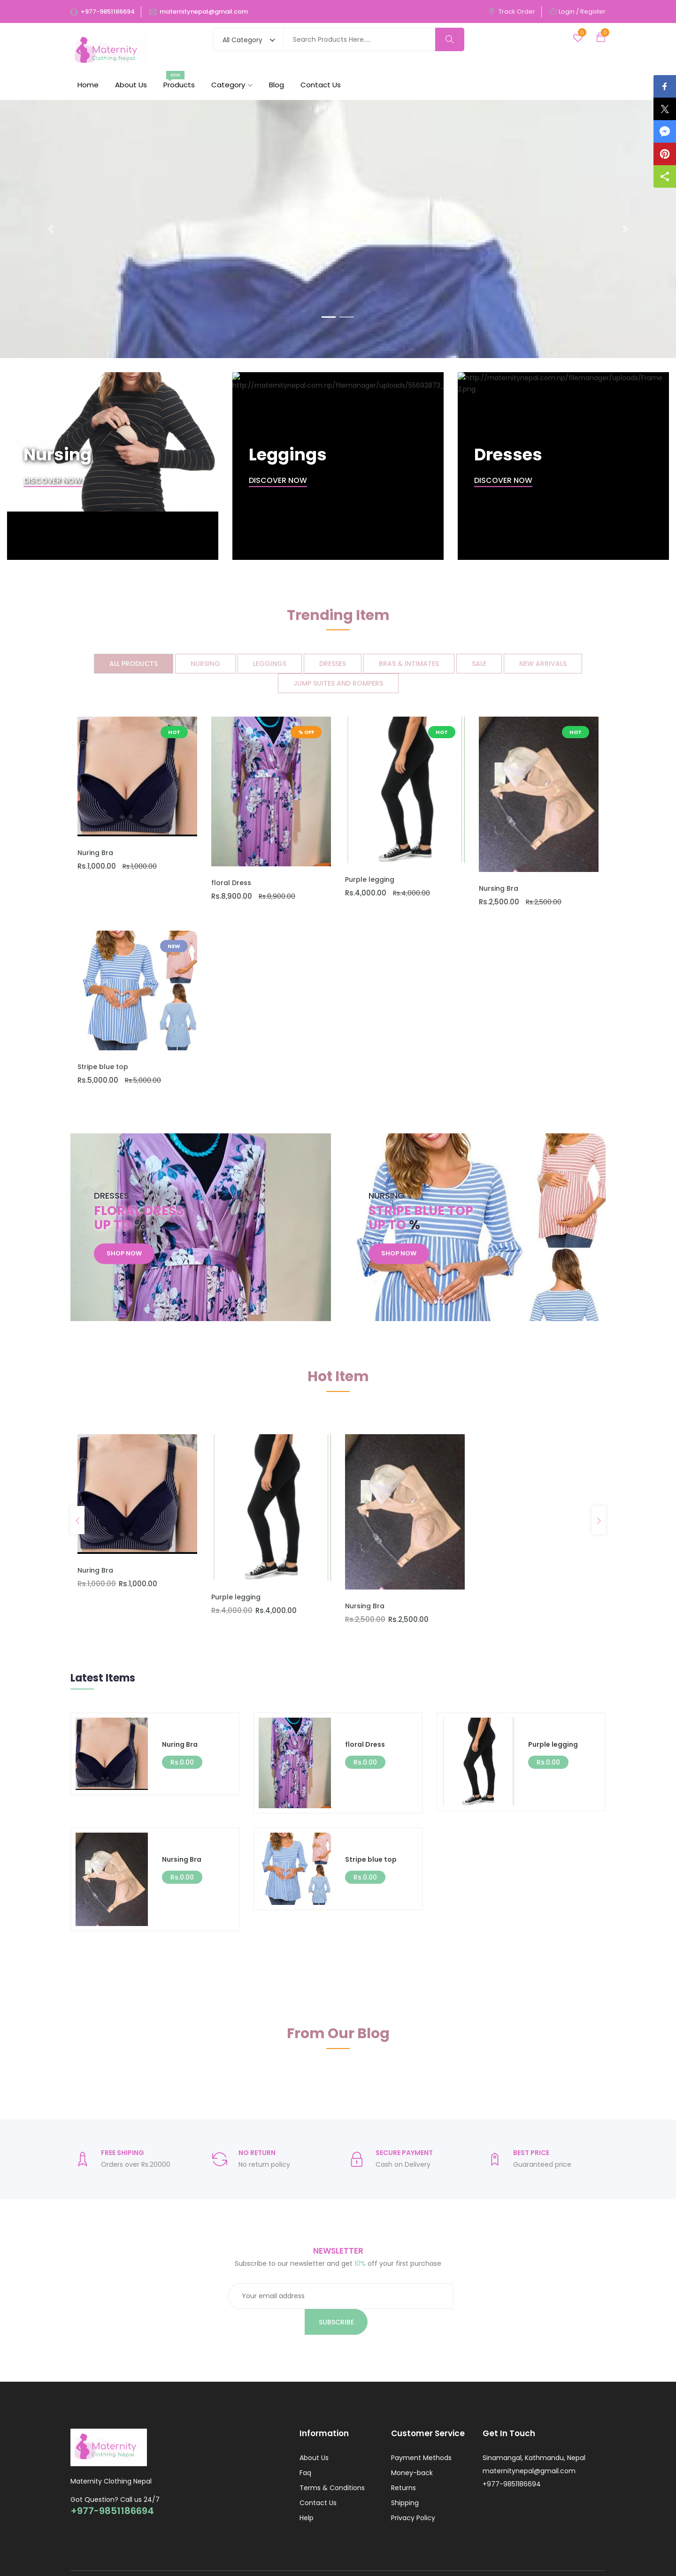 +977-9851186694
maternitynepal@gmail.com
Track Order
Login / Register
Maternity
Clothing Nepal
All Category
Search Products Here.....
0
0
Home
About Us
NEW
Products
Category
Blog
Contact Us
Nursing
DISCOVER NOW
http://maternitynepal.com.np/filemanager/uploads/55692873_
Leggings
DISCOVER NOW
http://maternitynepal.com.np/filemanager/uploads/Frame
2.png
Dresses
DISCOVER NOW
Trending Item
ALL PRODUCTS
NURSING
LEGGINGS
DRESSES
BRAS & INTIMATES
SALE
NEW ARRIVALS
JUMP SUITES AND ROMPERS
HOT
% OFF
HOT
HOT
Nuring Bra
Rs.1,000.00 Rs.1,000.00
floral Dress
Rs.8,900.00 Rs.8,900.00
Purple legging
Rs.4,000.00 Rs.4,000.00
Nursing Bra
Rs.2,500.00 Rs.2,500.00
NEW
Stripe blue top
Rs.5,000.00 Rs.5,000.00
DRESSES
FLORAL DRESS
UP TO %
SHOP NOW
NURSING
STRIPE BLUE TOP
UP TO %
SHOP NOW
Hot Item
Nuring Bra
Rs.1,000.00 Rs.1,000.00
Purple legging
Rs.4,000.00 Rs.4,000.00
Nursing Bra
Rs.2,500.00 Rs.2,500.00
Latest Items
Nuring Bra
Rs.0.00
floral Dress
Rs.0.00
Purple legging
Rs.0.00
Nursing Bra
Rs.0.00
Stripe blue top
Rs.0.00
From Our Blog
FREE SHIPING
Orders over Rs.20000
NO RETURN
No return policy
SECURE PAYMENT
Cash on Delivery
BEST PRICE
Guaranteed price
NEWSLETTER
Subscribe to our newsletter and get 10% off your first purchase
Your email address
SUBSCRIBE
Maternity
Clothing Nepal
Maternity Clothing Nepal
Got Question? Call us 24/7
+977-9851186694
Information
About Us
Faq
Terms & Conditions
Contact Us
Help
Customer Service
Payment Methods
Money-back
Returns
Shipping
Privacy Policy
Get In Touch
Sinamangal, Kathmandu, Nepal
maternitynepal@gmail.com
+977-9851186694